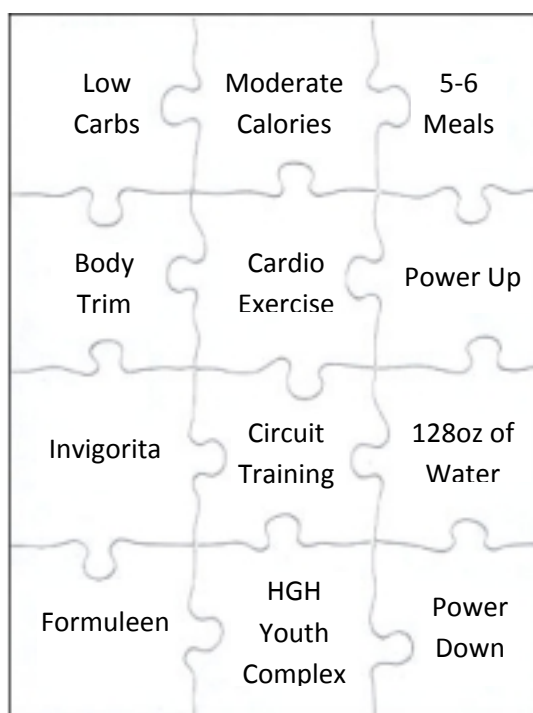 Low
Carbs
Moderate
Calories
5-6
Meals
Body
Trim
Cardio
Exercise
Power Up
Invigorita
Circuit
Training
128oz of
Water
Formuleen
HGH
Youth
Complex
Power
Down